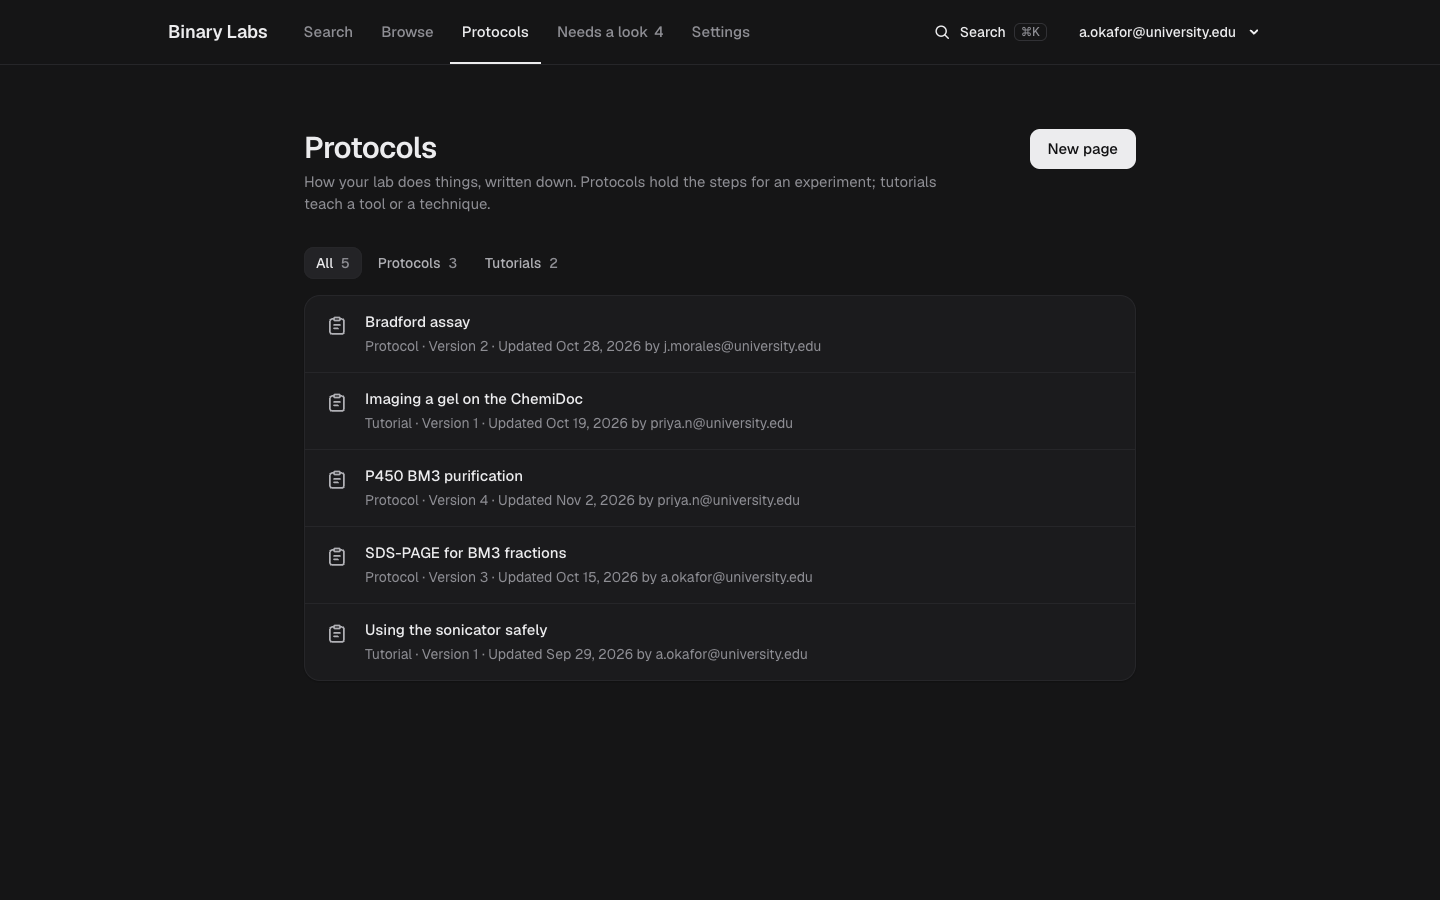 Binary Labs
Search
Browse
Protocols
Needs a look 4
Settings
Search ⌘K
a.okafor@university.edu
Protocols
New page
How your lab does things, written down. Protocols hold the steps for an experiment; tutorials
teach a tool or a technique.
All 5
Protocols 3
Tutorials 2
Bradford assay
Protocol · Version 2 · Updated Oct 28, 2026 by j.morales@university.edu
Imaging a gel on the ChemiDoc
Tutorial · Version 1 · Updated Oct 19, 2026 by priya.n@university.edu
P450 BM3 purification
Protocol · Version 4 · Updated Nov 2, 2026 by priya.n@university.edu
SDS-PAGE for BM3 fractions
Protocol · Version 3 · Updated Oct 15, 2026 by a.okafor@university.edu
Using the sonicator safely
Tutorial · Version 1 · Updated Sep 29, 2026 by a.okafor@university.edu